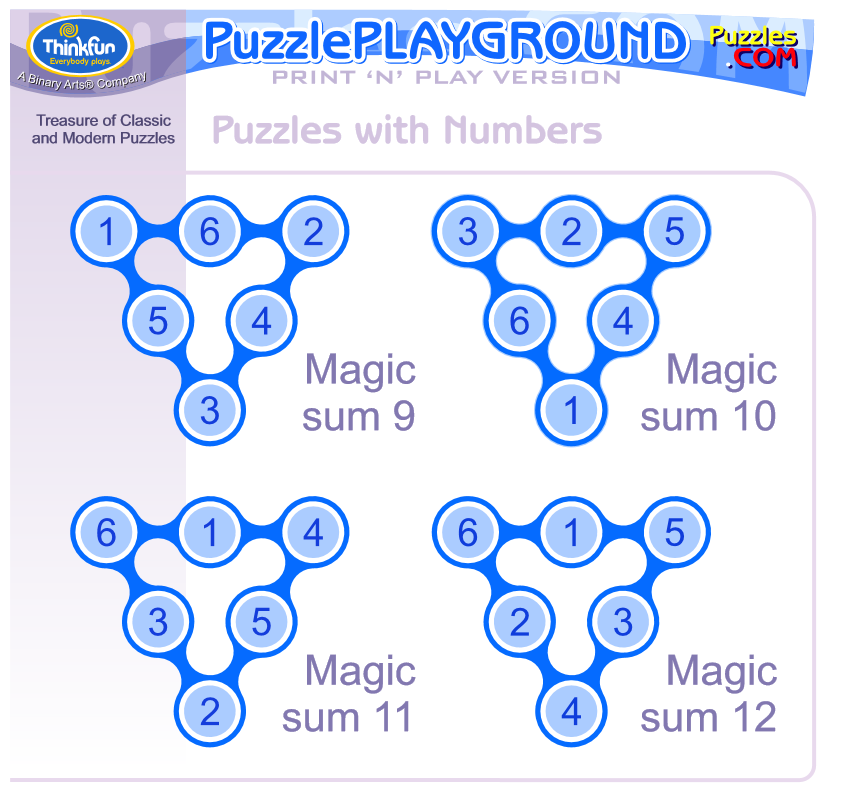 Thinkfun
Everybody plays
A Binary Arts® Company
PuzzlePLAYGROUND
PRINT ‘N’ PLAY VERSION
Puzzles
.COM
Treasure of Classic
and Modern Puzzles
Puzzles with Numbers
1 6 2
5 4
3
Magic
sum 9
3 2 5
6 4
1
Magic
sum 10
6 1 4
3 5
2
Magic
sum 11
6 1 5
2 3
4
Magic
sum 12